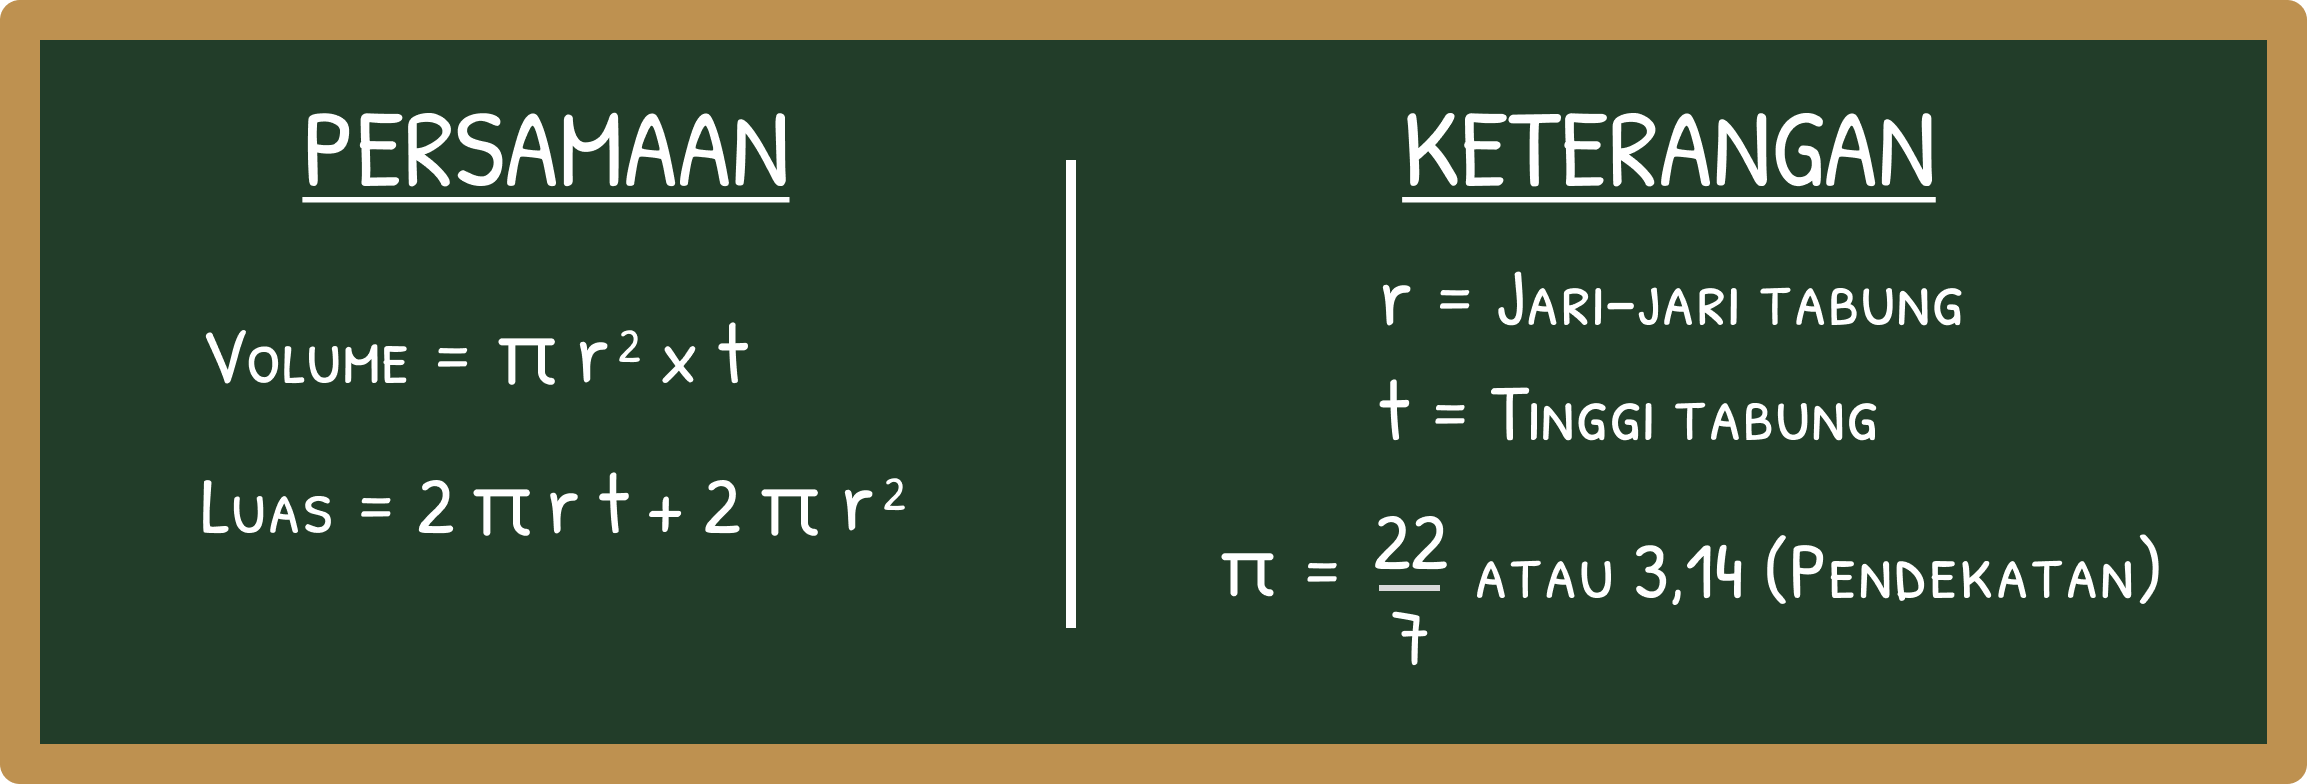 PERSAMAAN
Volume = π r² x t
Luas = 2 π r t + 2 π r²
KETERANGAN
r = Jari-jari tabung
t = Tinggi tabung
π = 22/7 atau 3,14 (Pendekatan)